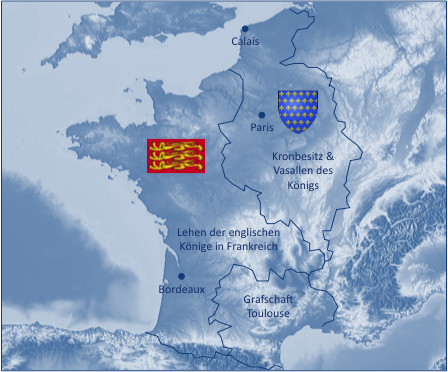 Calais
Paris
Kronbesitz &
Vasallen des
Königs
Lehen der englischen
Könige in Frankreich
Bordeaux
Grafschaft
Toulouse